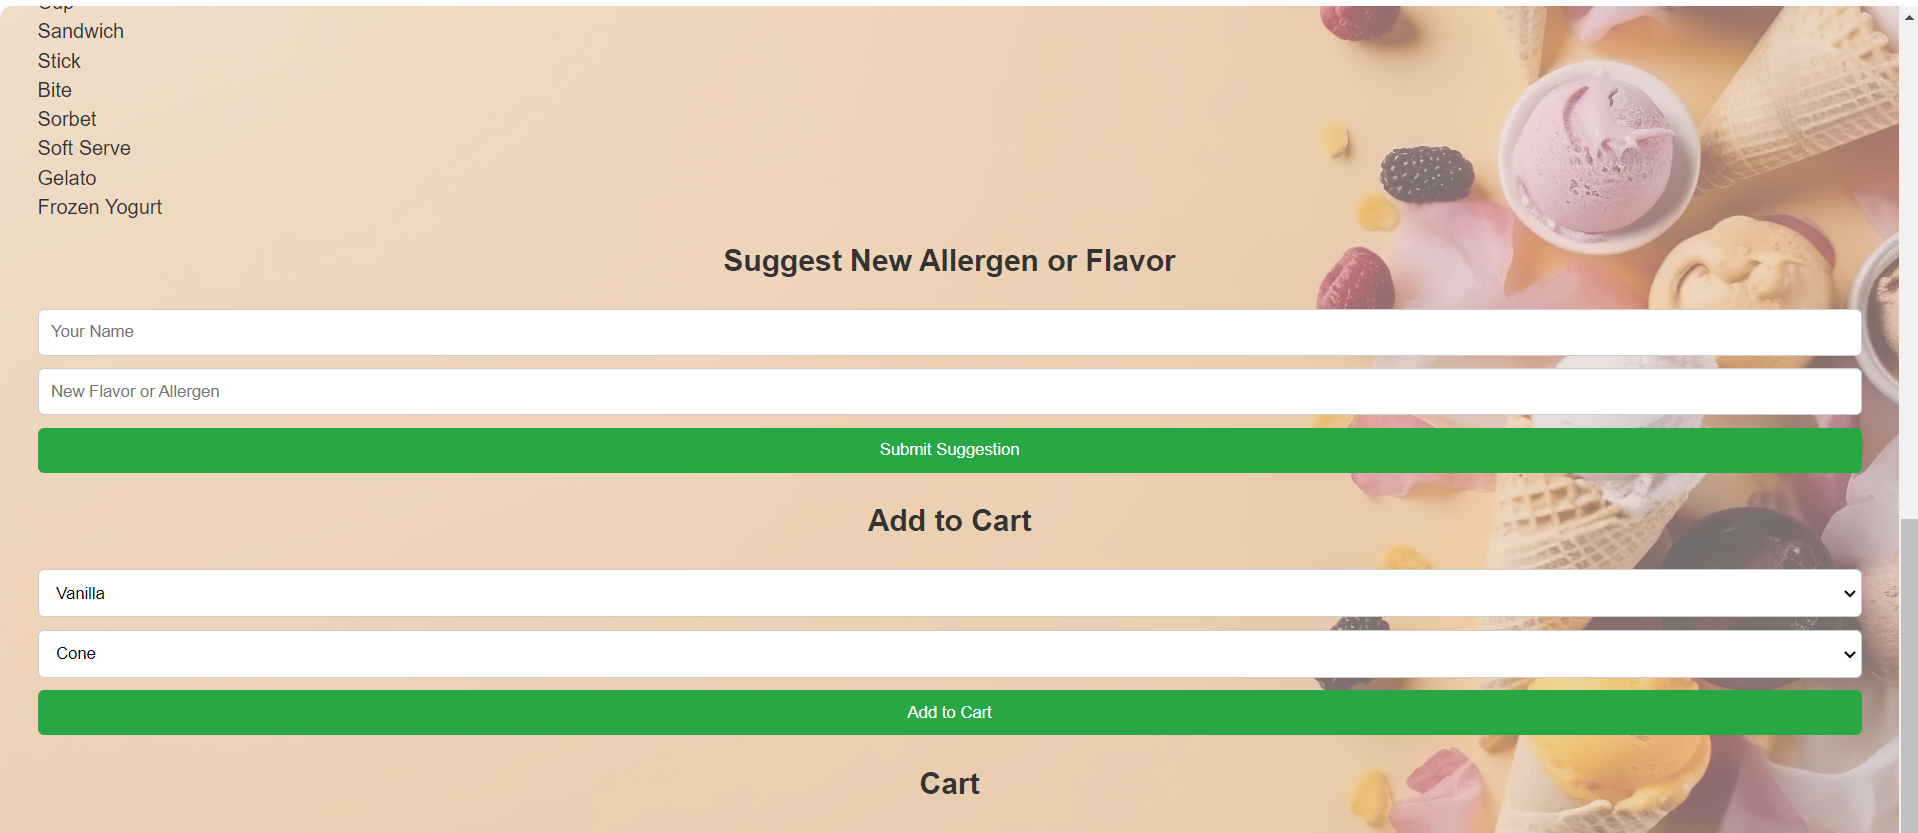 Cup
Sandwich
Stick
Bite
Sorbet
Soft Serve
Gelato
Frozen Yogurt
Suggest New Allergen or Flavor
Your Name
New Flavor or Allergen
Submit Suggestion
Add to Cart
Vanilla
Cone
Add to Cart
Cart